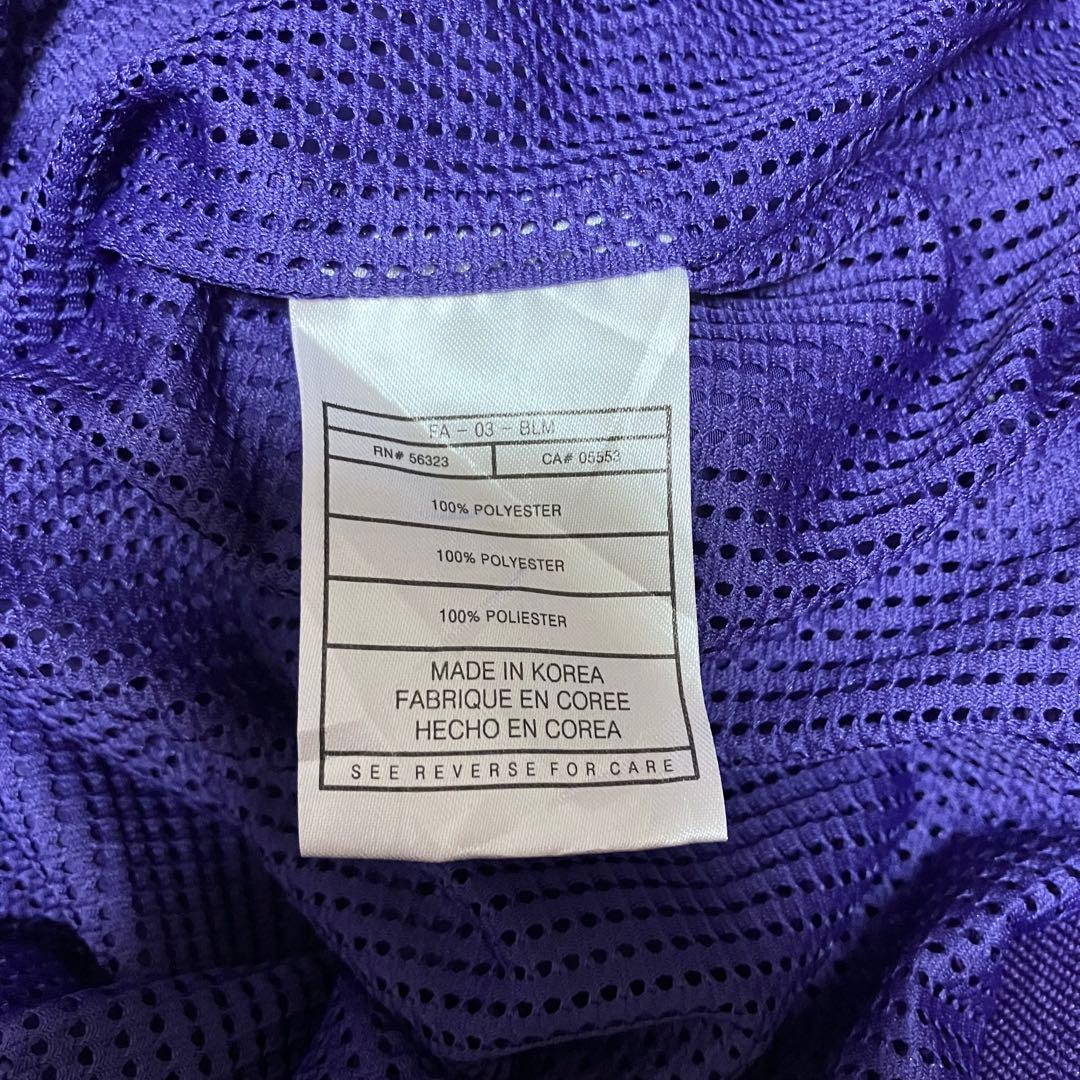 FA - 03 - BLM
RN# 56323
CA# 05553
100% POLYESTER
100% POLYESTER
100% POLIESTER
MADE IN KOREA
FABRIQUE EN COREE
HECHO EN COREA
SEE REVERSE FOR CARE